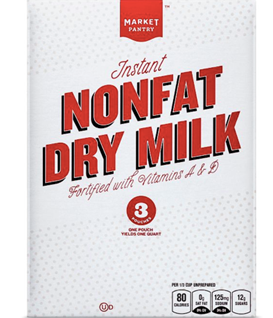 MARKET
PANTRY
™
Instant
NONFAT
DRY MILK
Fortified with Vitamins A & D
3
POUCHES
ONE POUCH
YIELDS ONE QUART
PER 1/3 CUP UNPREPARED
80
CALORIES
0g
SAT FAT
0% DV
125mg
SODIUM
5% DV
12g
SUGARS
U D